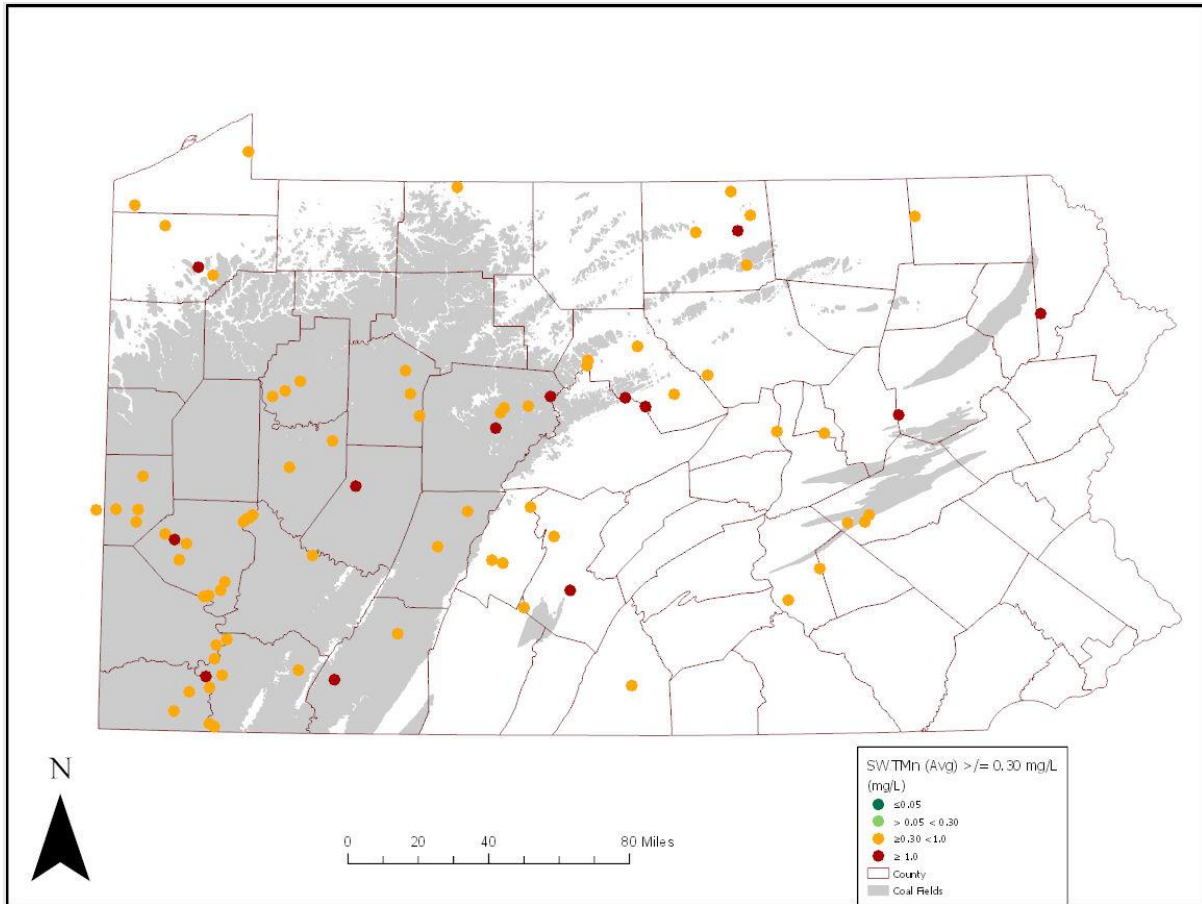 N
0 20 40 80 Miles
SWTMn (Avg) >/= 0.30 mg/L
(mg/L)
≤0.05
> 0.05 < 0.30
≥0.30 <1.0
≥ 1.0
County
Coal Fields